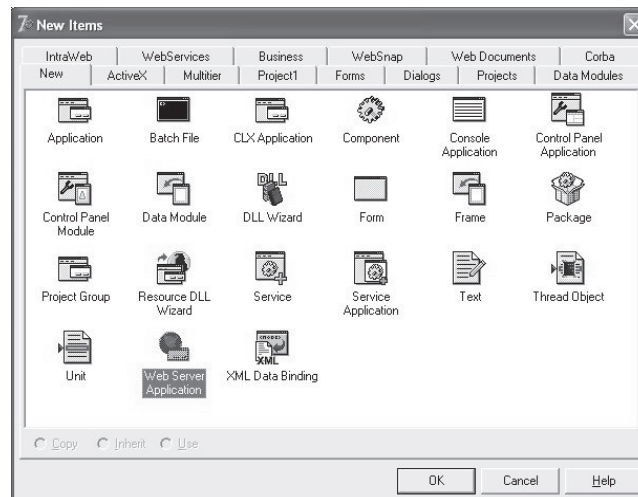 7 New Items
IntraWeb WebServices Business WebSnap Web Documents Corba
New ActiveX Multitier Project1 Forms Dialogs Projects Data Modules
Application Batch File CLX Application Component Console Application Control Panel Application
Control Panel Module Data Module DLL Wizard Form Frame Package
Project Group Resource DLL Wizard Service Service Application Text Thread Object
Unit Web Server Application XML Data Binding
Copy Inherit Use
OK Cancel Help